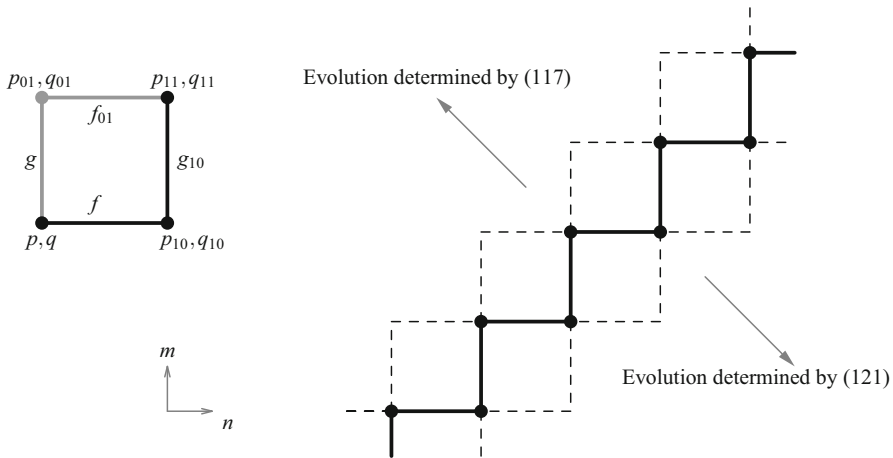 p₀₁, q₀₁
p₁₁, q₁₁
f₀₁
g
g₁₀
f
p, q
p₁₀, q₁₀
m
n
Evolution determined by (117)
Evolution determined by (121)